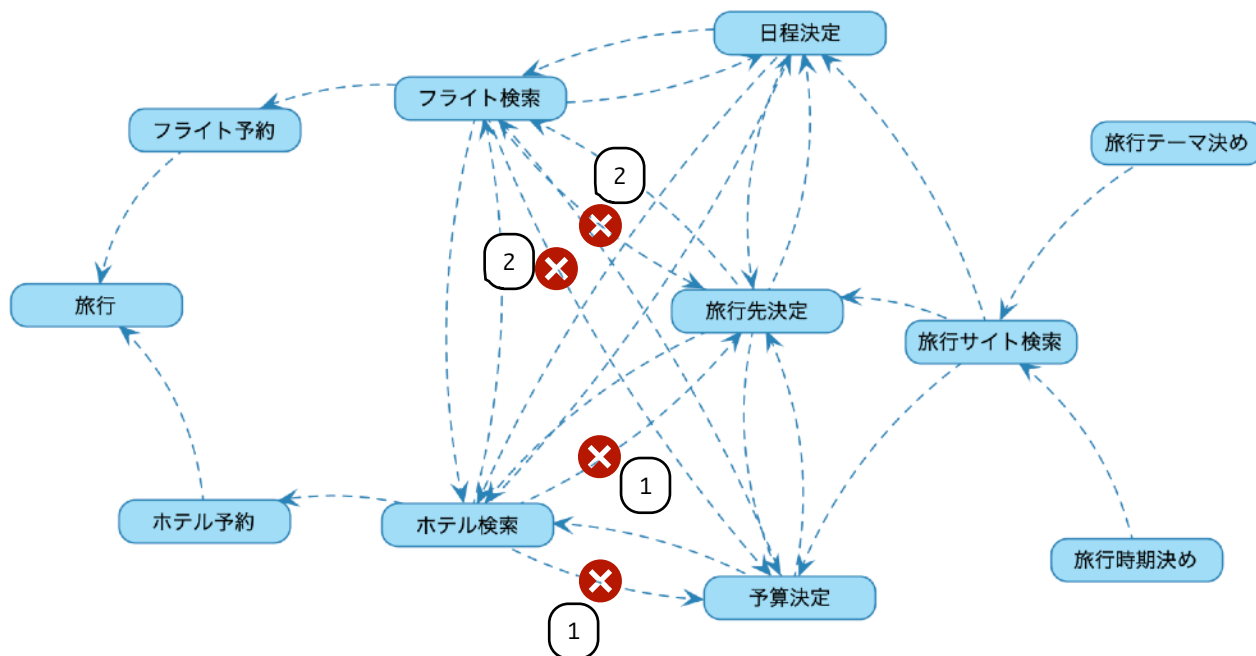 日程決定
フライト検索
フライト予約
旅行テーマ決め
2
2
旅行
旅行先決定
旅行サイト検索
1
ホテル予約
ホテル検索
旅行時期決め
予算決定
1